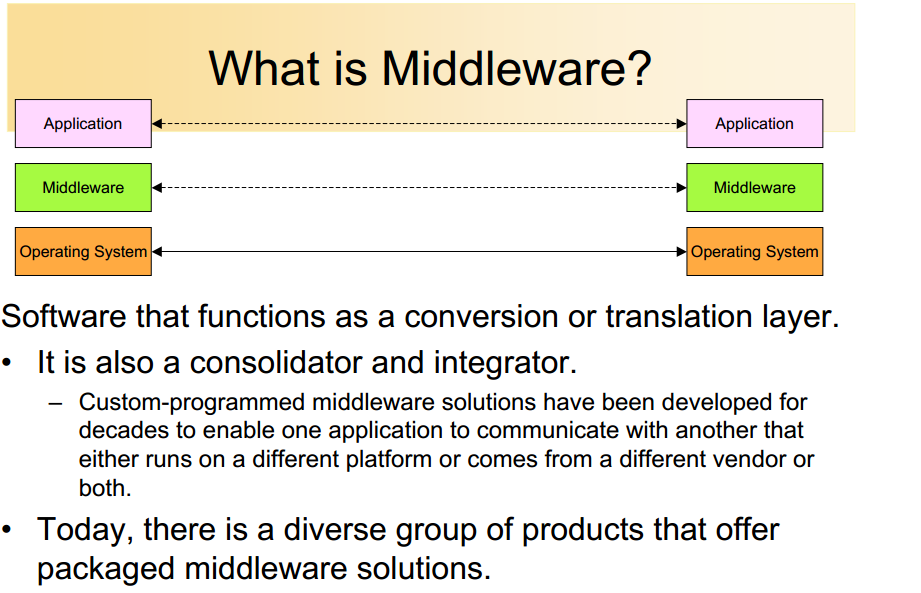 What is Middleware?
Application Application
Middleware Middleware
Operating System Operating System
Software that functions as a conversion or translation layer.
• It is also a consolidator and integrator.
– Custom-programmed middleware solutions have been developed for
decades to enable one application to communicate with another that
either runs on a different platform or comes from a different vendor or
both.
• Today, there is a diverse group of products that offer
packaged middleware solutions.